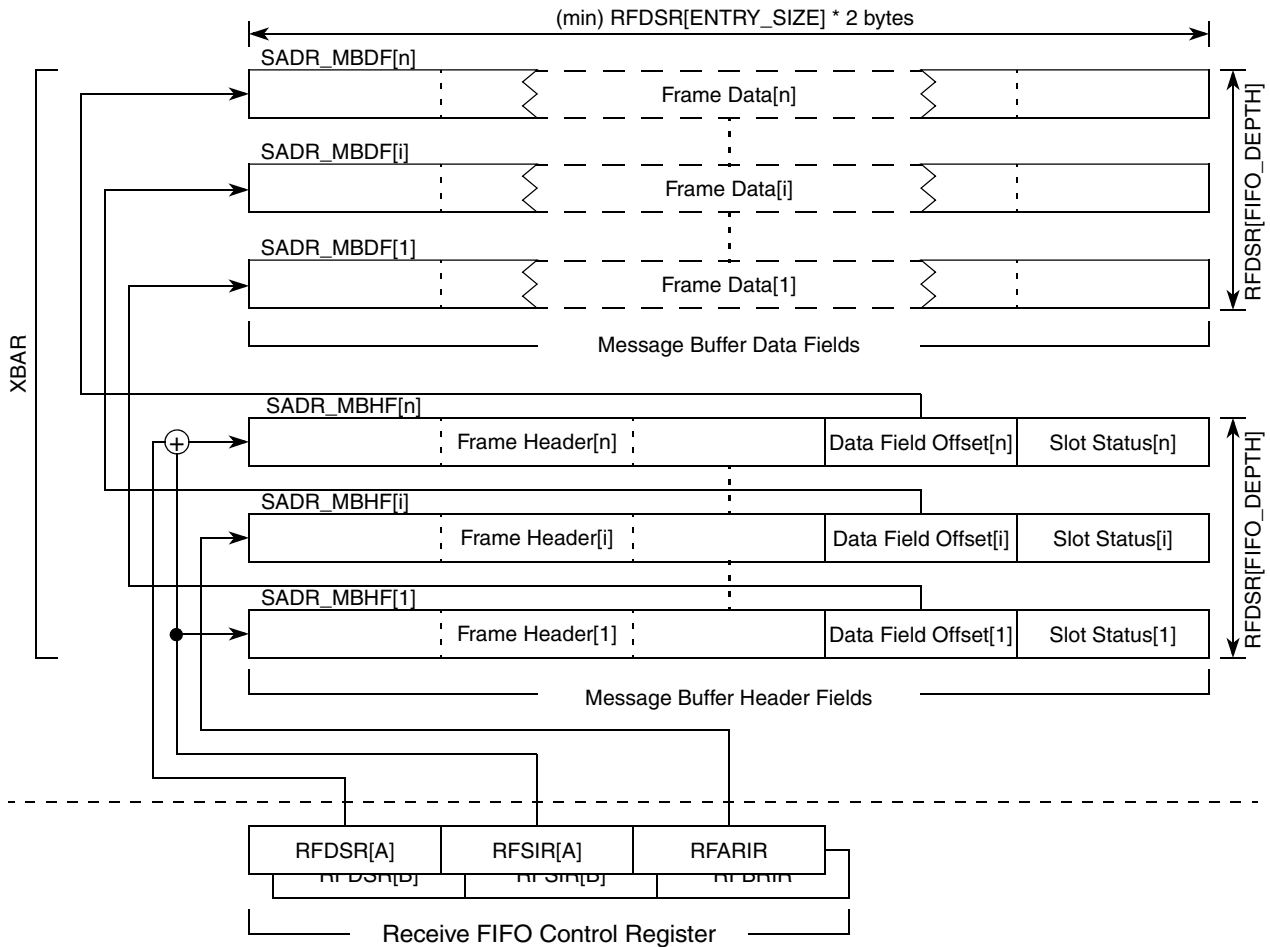 (min) RFDSR[ENTRY_SIZE] * 2 bytes
SADR_MBDF[n]
Frame Data[n]
SADR_MBDF[i]
Frame Data[i]
SADR_MBDF[1]
Frame Data[1]
RFDSR[FIFO_DEPTH]
Message Buffer Data Fields
XBAR
SADR_MBHF[n]
Frame Header[n] Data Field Offset[n] Slot Status[n]
SADR_MBHF[i]
Frame Header[i] Data Field Offset[i] Slot Status[i]
SADR_MBHF[1]
Frame Header[1] Data Field Offset[1] Slot Status[1]
RFDSR[FIFO_DEPTH]
Message Buffer Header Fields
RFDSR[A] RFSIR[A] RFARIR
RFDSR[B] RFSIR[B] RFBRIR
Receive FIFO Control Register